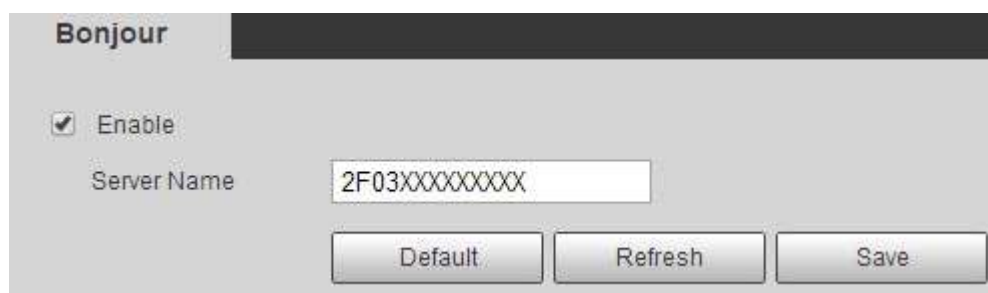 Bonjour
Enable
Server Name 2F03XXXXXXXXX
Default Refresh Save